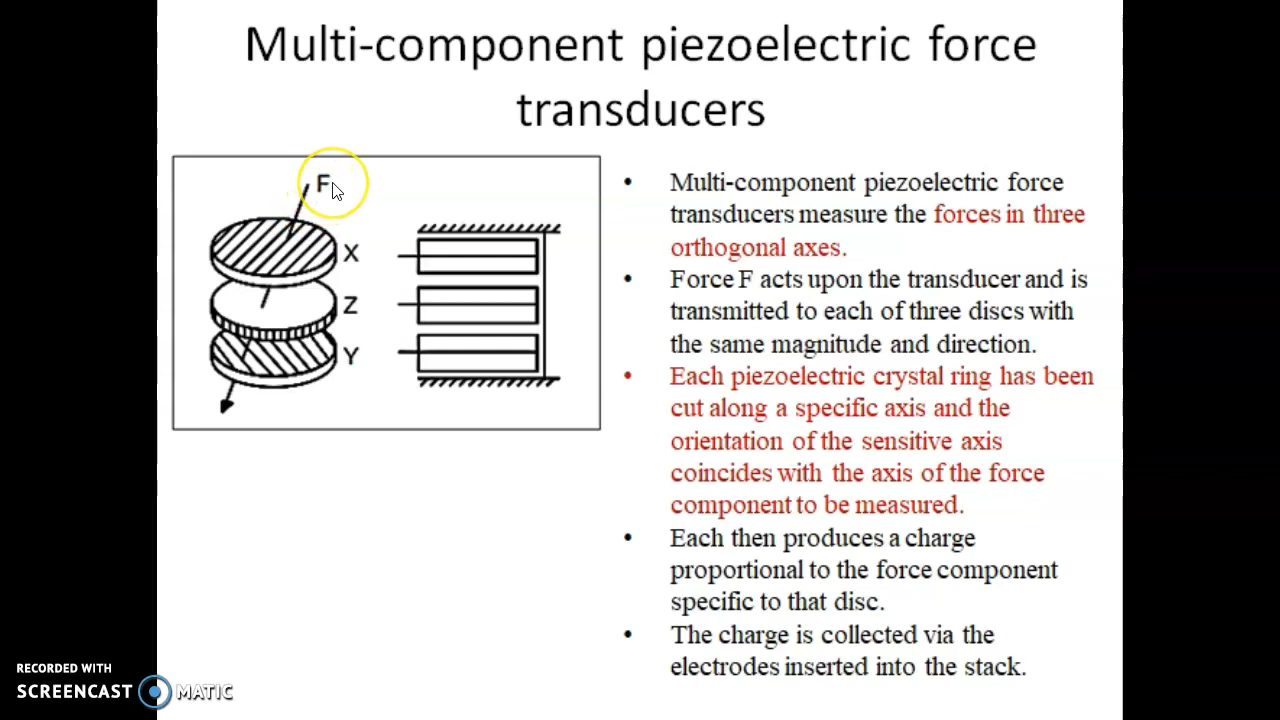 Multi-component piezoelectric force
transducers
F
X
Z
Y
• Multi-component piezoelectric force
transducers measure the forces in three
orthogonal axes.
• Force F acts upon the transducer and is
transmitted to each of three discs with
the same magnitude and direction.
• Each piezoelectric crystal ring has been
cut along a specific axis and the
orientation of the sensitive axis
coincides with the axis of the force
component to be measured.
• Each then produces a charge
proportional to the force component
specific to that disc.
• The charge is collected via the
electrodes inserted into the stack.
RECORDED WITH
SCREENCAST MATIC